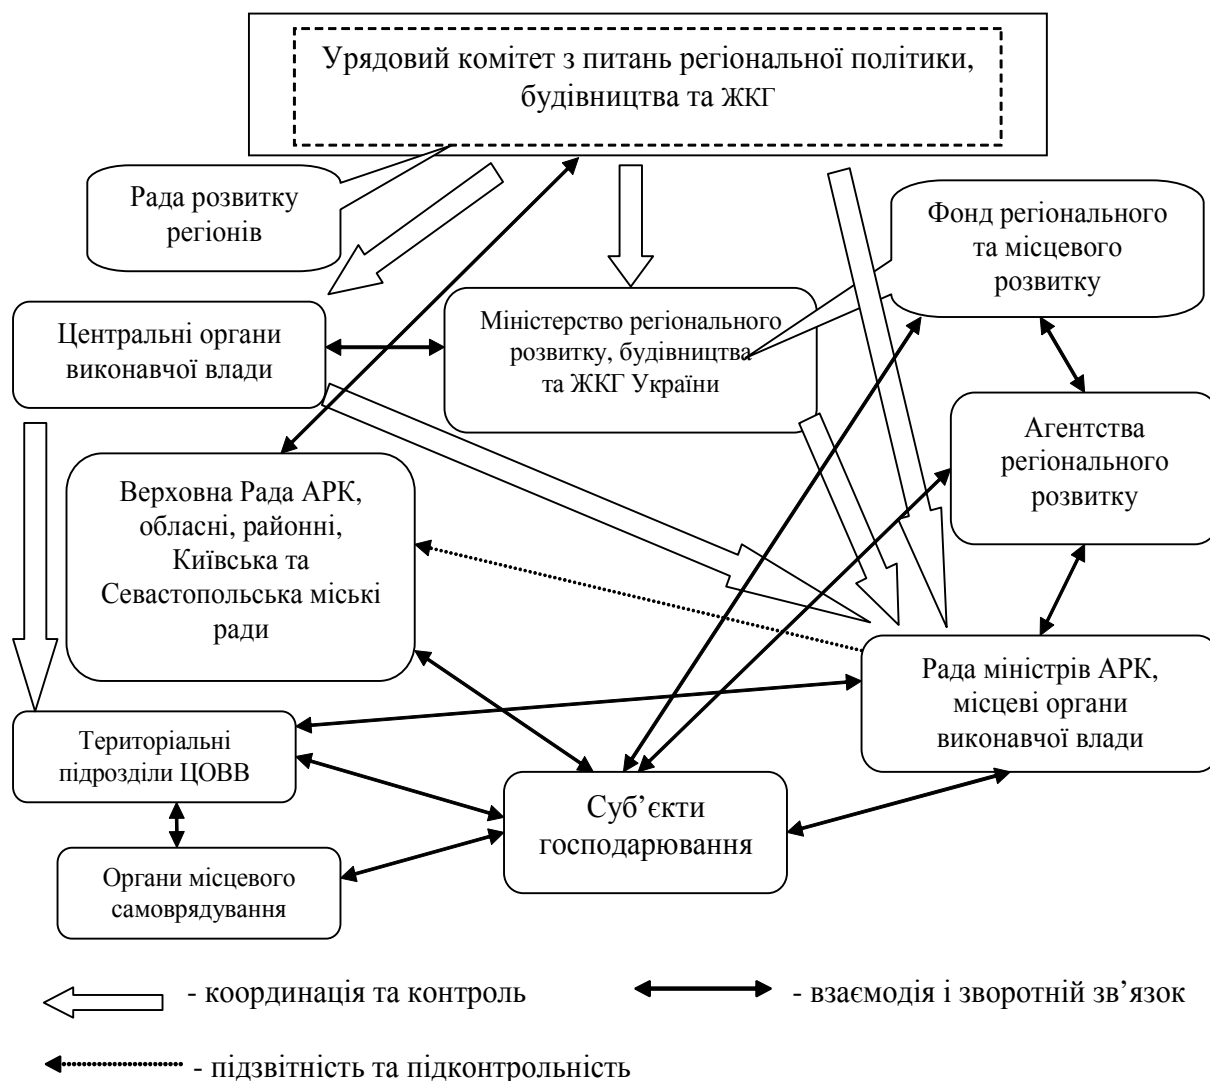 Урядовий комітет з питань регіональної політики,
будівництва та ЖКГ
Рада розвитку
регіонів
Фонд регіонального
та місцевого
розвитку
Центральні органи
виконавчої влади
Міністерство регіонального
розвитку, будівництва
та ЖКГ України
Агентства
регіонального
розвитку
Верховна Рада АРК,
обласні, районні,
Київська та
Севастопольська міські
ради
Рада міністрів АРК,
місцеві органи
виконавчої влади
Територіальні
підрозділи ЦОВВ
Суб’єкти
господарювання
Органи місцевого
самоврядування
- координація та контроль
- взаємодія і зворотній зв’язок
- підзвітність та підконтрольність